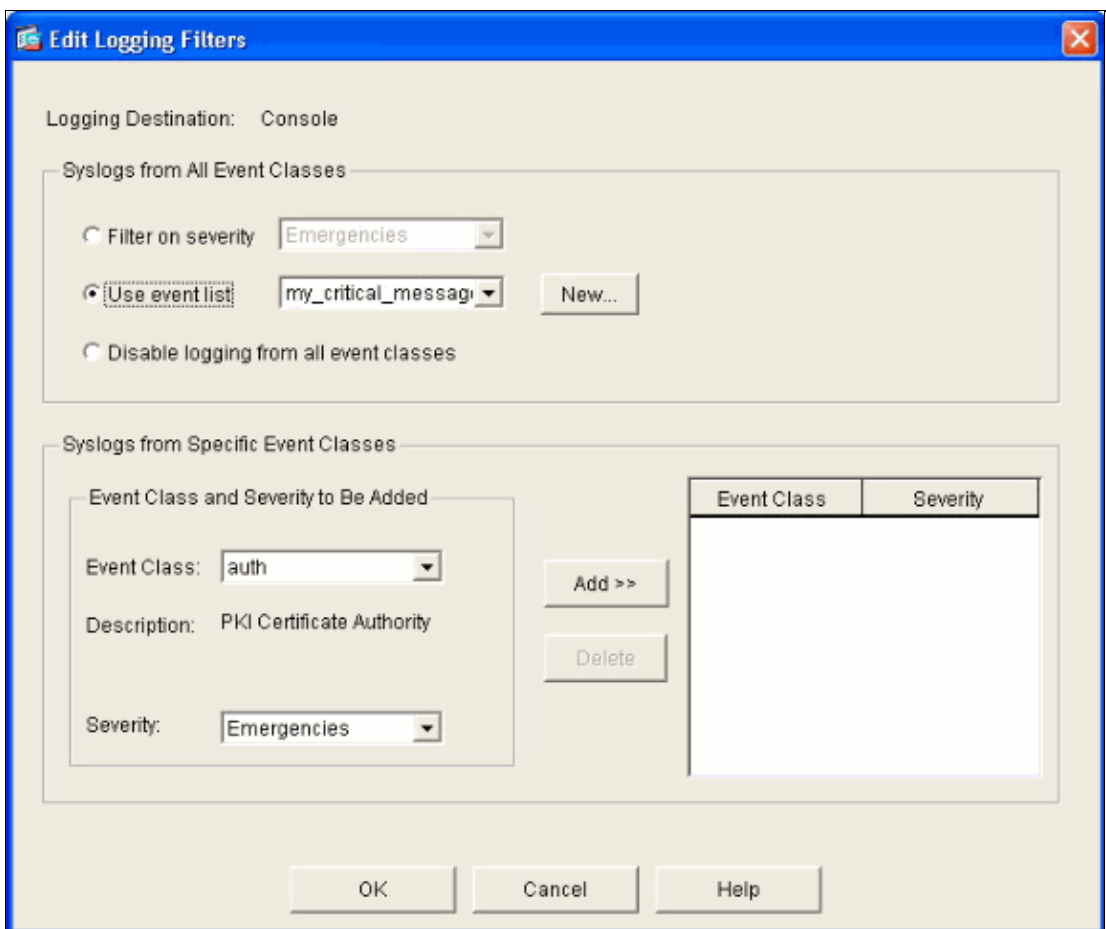 Edit Logging Filters
Logging Destination: Console
Syslogs from All Event Classes
Filter on severity Emergencies
Use event list my_critical_message New...
Disable logging from all event classes
Syslogs from Specific Event Classes
Event Class and Severity to Be Added
Event Class Severity
Event Class: auth
Add >>
Description: PKI Certificate Authority
Delete
Severity: Emergencies
OK Cancel Help